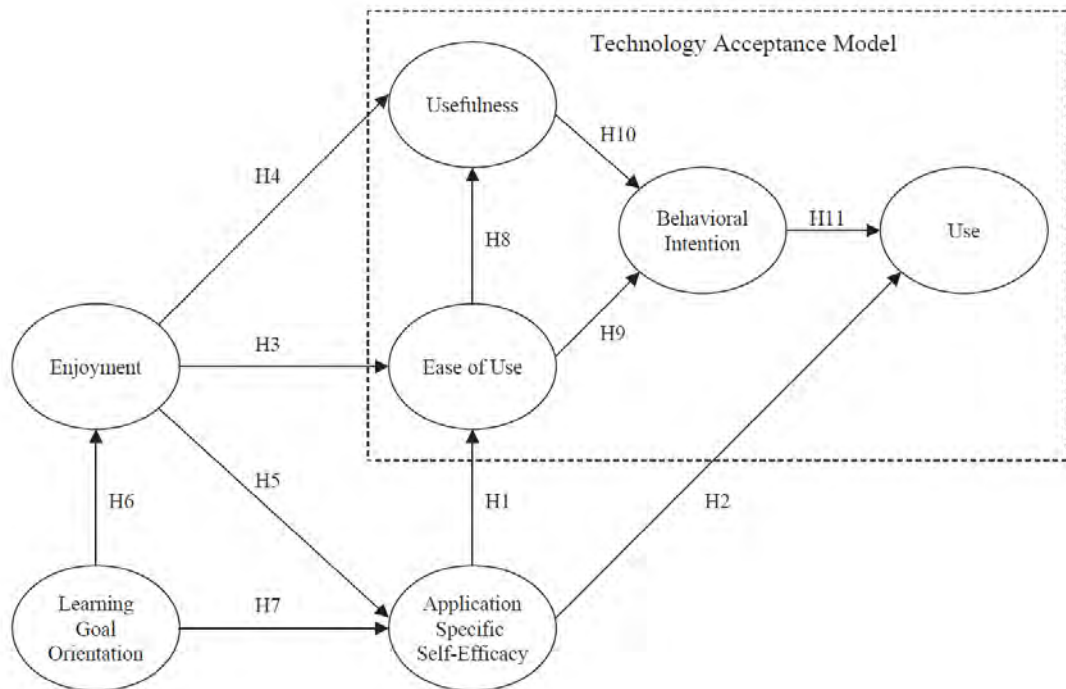 Technology Acceptance Model
Usefulness
H10
H4
Behavioral
Intention
H11
Use
H8
H3
H9
Enjoyment
Ease of Use
H5
H6
H1
H2
Learning
Goal
Orientation
H7
Application
Specific
Self-Efficacy